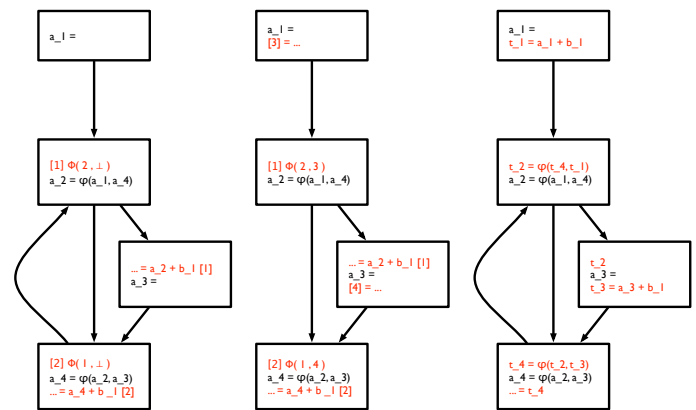 a_1 =
[1] Φ( 2 , ⊥ )
a_2 = φ(a_1, a_4)
... = a_2 + b_1 [1]
a_3 =
[2] Φ( 1 , ⊥ )
a_4 = φ(a_2, a_3)
... = a_4 + b _1 [2]
a_1 =
[3] = ...
[1] Φ( 2 , 3 )
a_2 = φ(a_1, a_4)
... = a_2 + b_1 [1]
a_3 =
[4] = ...
[2] Φ( 1 , 4 )
a_4 = φ(a_2, a_3)
... = a_4 + b _1 [2]
a_1 =
t_1 = a_1 + b_1
t_2 = φ(t_4, t_1)
a_2 = φ(a_1, a_4)
t_2
a_3 =
t_3 = a_3 + b_1
t_4 = φ(t_2, t_3)
a_4 = φ(a_2, a_3)
... = t_4